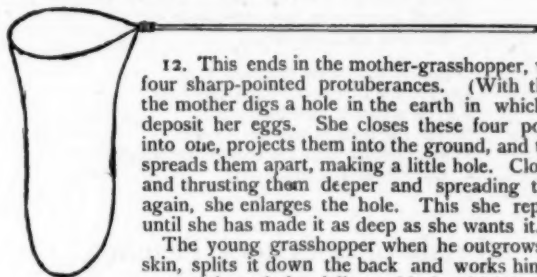 12. This ends in the mother-grasshopper,
four sharp-pointed protuberances. (With
the mother digs a hole in the earth in which
deposit her eggs. She closes these four
into one, projects them into the ground, and
spreads them apart, making a little hole.
and thrusting them deeper and spreading
again, she enlarges the hole. This she
until she has made it as deep as she wants it.
The young grasshopper when he outgrows
skin, splits it down the back and works